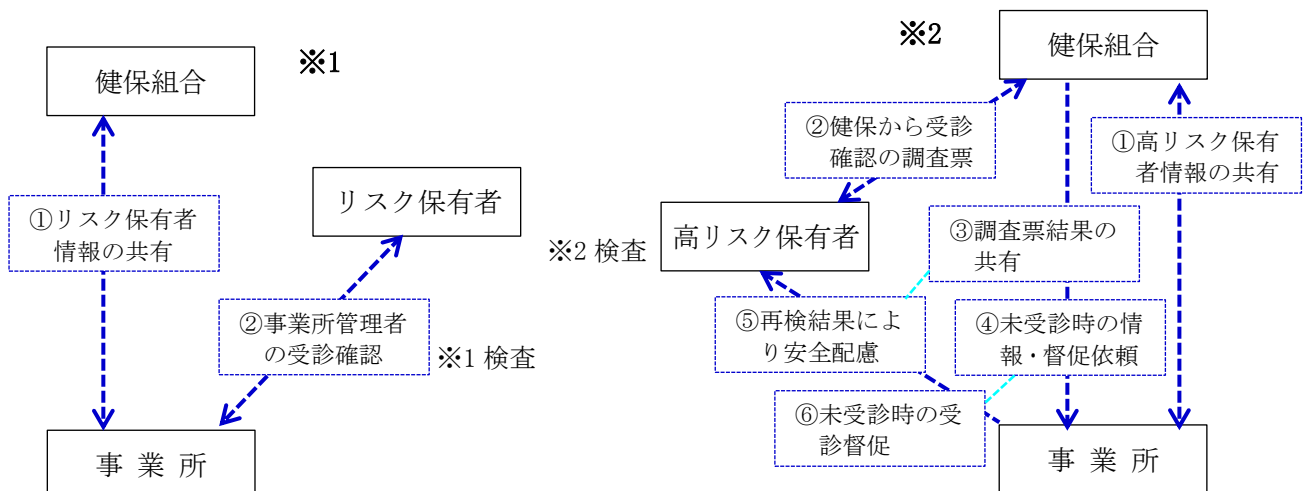 ※1
健保組合
リスク保有者
①リスク保有者
情報の共有
②事業所管理者
の受診確認
※1 検査
事 業 所
※2
健保組合
②健保から受診
確認の調査票
①高リスク保有
者情報の共有
高リスク保有者
※2 検査
③調査票結果の
共有
⑤再検結果によ
り安全配慮
④未受診時の情
報・督促依頼
⑥未受診時の受
診督促
事 業 所